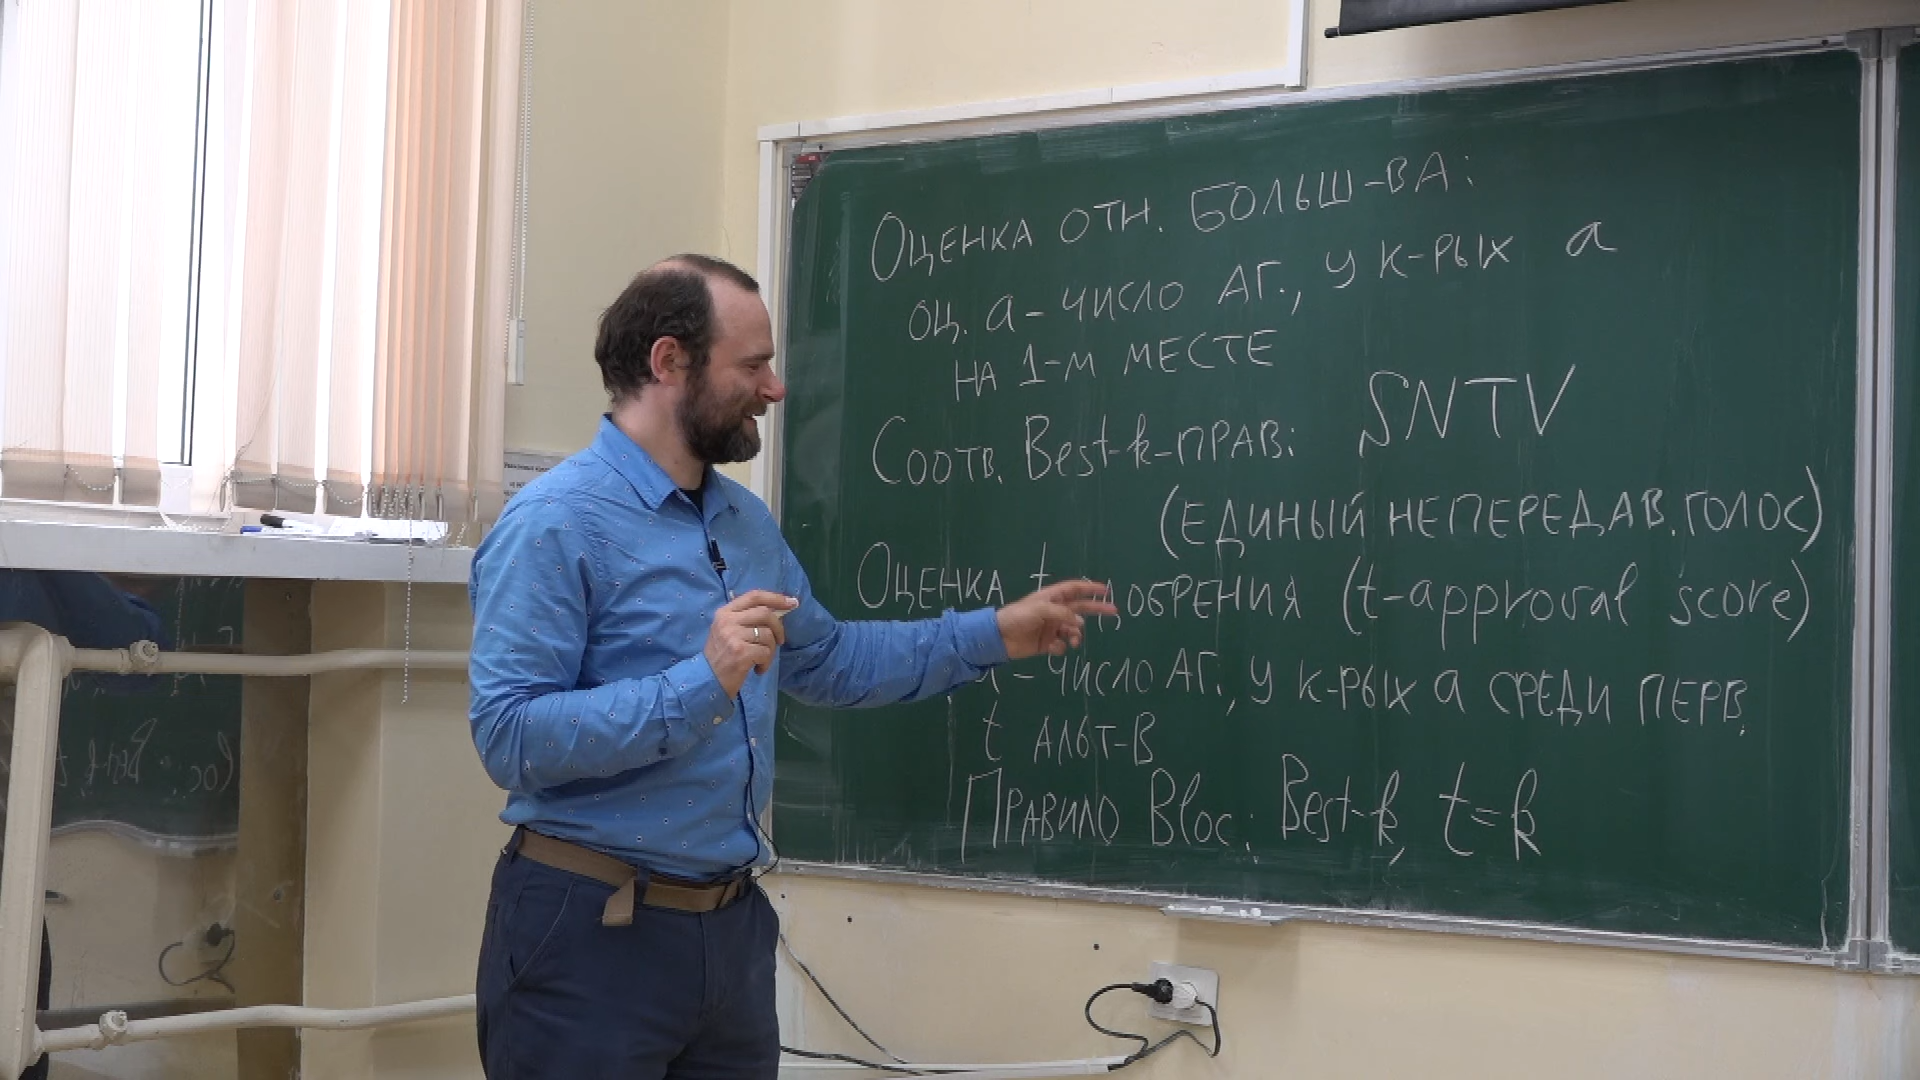 Оценка отн. больш-ва:
оц. a – число аг., у к-рых a
на 1-м месте
Соотв. Best-k-прав: SNTV
(единый непередав. голос)
Оценка t добрения (t-approval score)
– число аг., у к-рых a среди перв.
t альт-в
Правило Bloc: Best-k, t=k